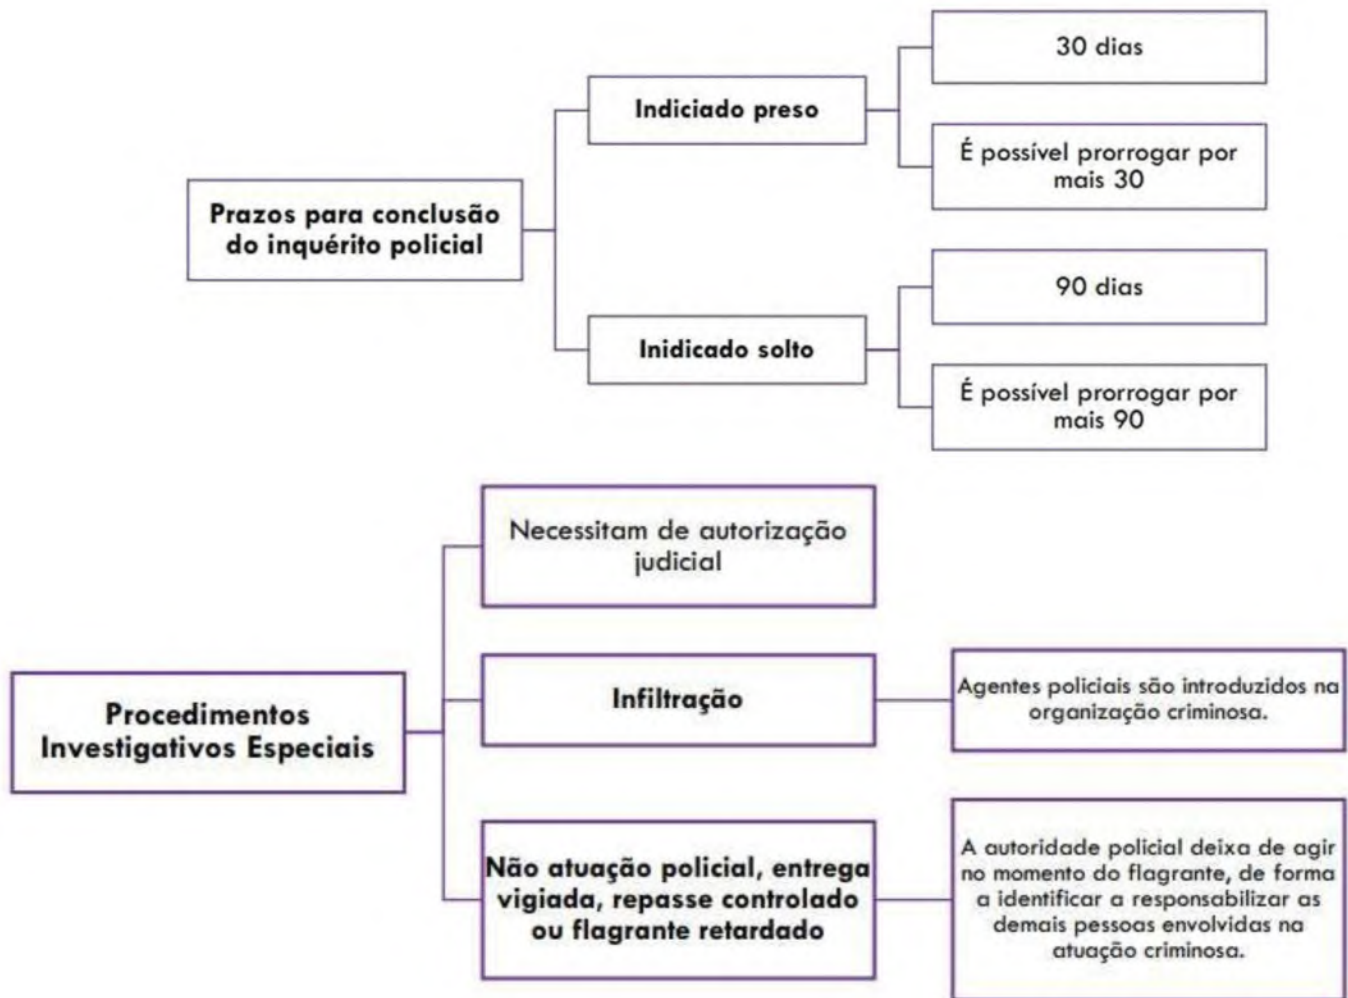 Prazos para conclusão
do inquérito policial
Indiciado preso
30 dias
É possível prorrogar por
mais 30
Inidicado solto
90 dias
É possível prorrogar por
mais 90
Procedimentos
Investigativos Especiais
Necessitam de autorização
judicial
Infiltração
Agentes policiais são introduzidos na
organização criminosa.
Não atuação policial, entrega
vigiada, repasse controlado
ou flagrante retardado
A autoridade policial deixa de agir
no momento do flagrante, de forma
a identificar a responsabilizar as
demais pessoas envolvidas na
atuação criminosa.